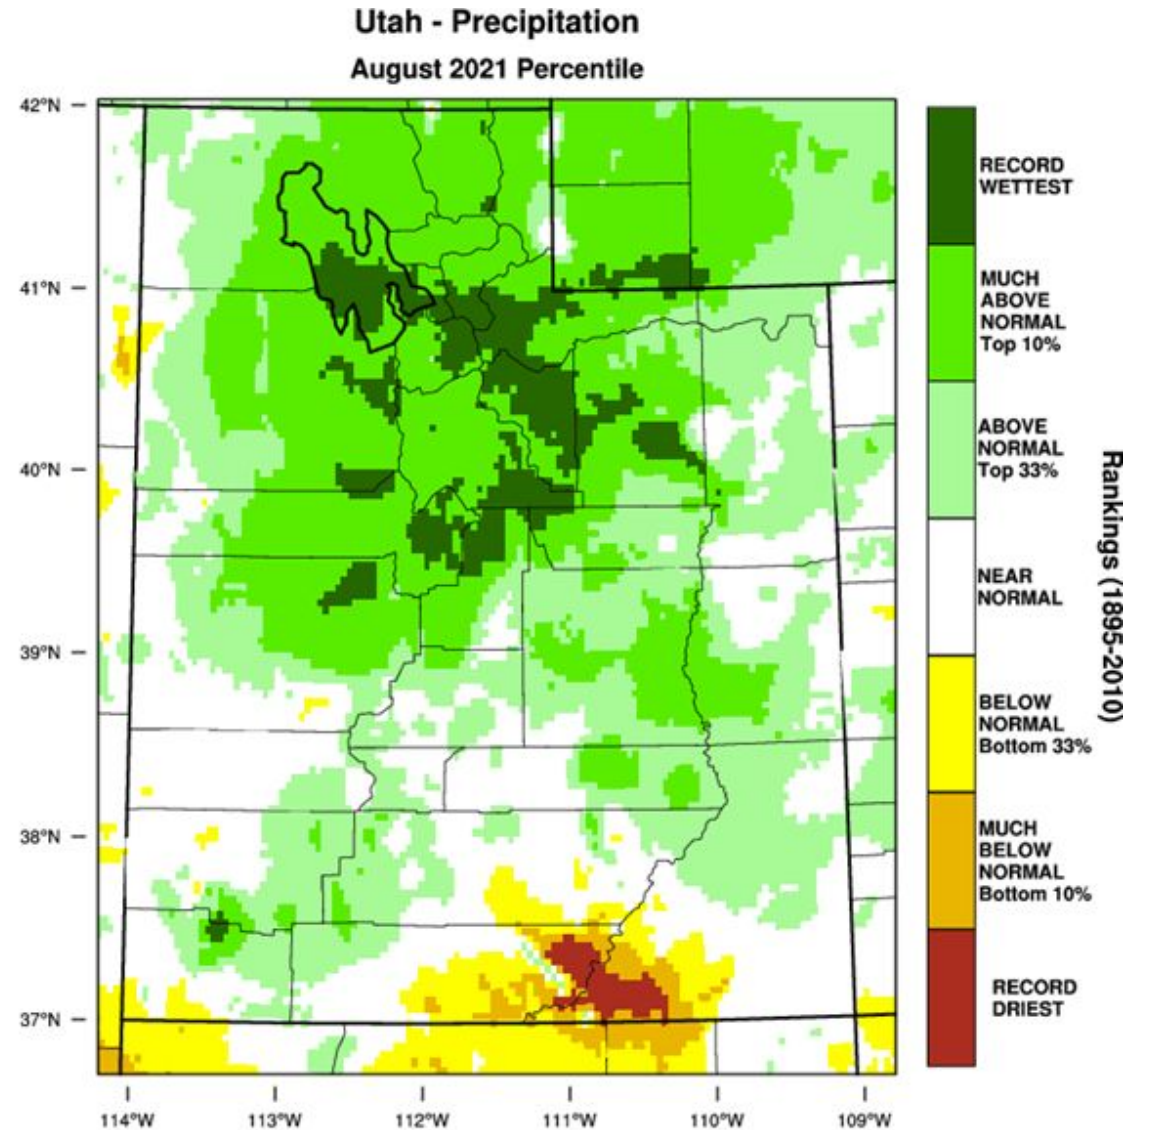 Utah - Precipitation
August 2021 Percentile
42°N
41°N
40°N
39°N
38°N
37°N
114°W
113°W
112°W
111°W
110°W
109°W
RECORD
WETTEST
MUCH
ABOVE
NORMAL
Top 10%
ABOVE
NORMAL
Top 33%
NEAR
NORMAL
BELOW
NORMAL
Bottom 33%
MUCH
BELOW
NORMAL
Bottom 10%
RECORD
DRIEST
Rankings (1895-2010)